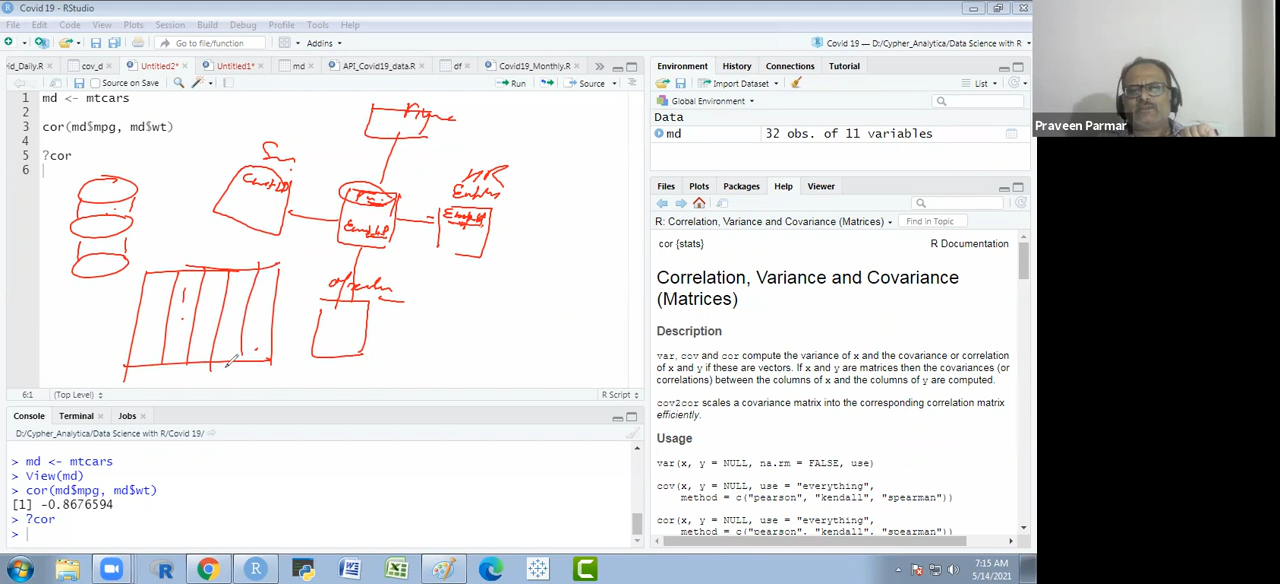 Covid 19 - RStudio
File Edit Code View Plots Session Build Debug Profile Tools Help
Go to file/function Addins
Covid 19 — D:/Cypher_Analytica/Data Science with R
id_Daily.R cov_d Untitled2* Untitled1* md API_Covid19_data.R df Covid19_Monthly.R
Source on Save Run Source
1 md <- mtcars
2
3 cor(md$mpg, md$wt)
4
5 ?cor
6
HR
6:1 (Top Level) R Script
Console Terminal Jobs
D:/Cypher_Analytica/Data Science with R/Covid 19/
> md <- mtcars
> View(md)
> cor(md$mpg, md$wt)
[1] -0.8676594
> ?cor
>
Environment History Connections Tutorial
Import Dataset List
Global Environment
Data
md 32 obs. of 11 variables
Files Plots Packages Help Viewer
R: Correlation, Variance and Covariance (Matrices) Find in Topic
cor {stats} R Documentation
Correlation, Variance and Covariance
(Matrices)
Description
var, cov and cor compute the variance of x and the covariance or correlation
of x and y if these are vectors. If x and y are matrices then the covariances
(or correlations) between the columns of x and the columns of y are computed.
cov2cor scales a covariance matrix into the corresponding correlation matrix
efficiently.
Usage
var(x, y = NULL, na.rm = FALSE, use)
cov(x, y = NULL, use = "everything",
method = c("pearson", "kendall", "spearman"))
cor(x, y = NULL, use = "everything",
method = c("pearson", "kendall", "spearman"))
Praveen Parmar
7:15 AM
5/14/2021